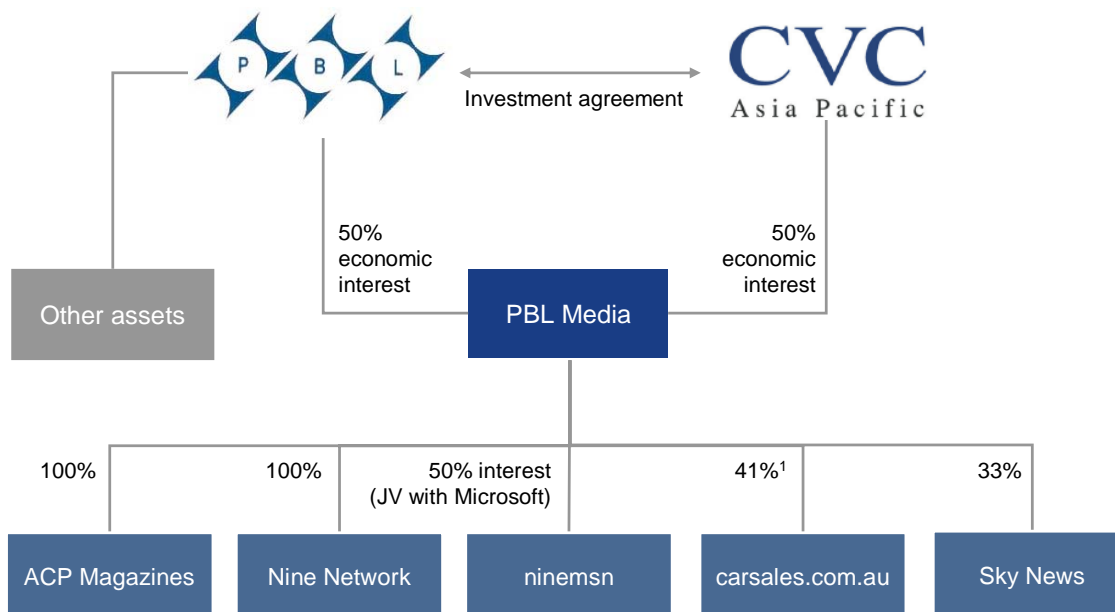 P B L
CVC
Asia Pacific
Investment agreement
50%
economic
interest
50%
economic
interest
Other assets
PBL Media
100%
100%
50% interest
(JV with Microsoft)
41%¹
33%
ACP Magazines
Nine Network
ninemsn
carsales.com.au
Sky News